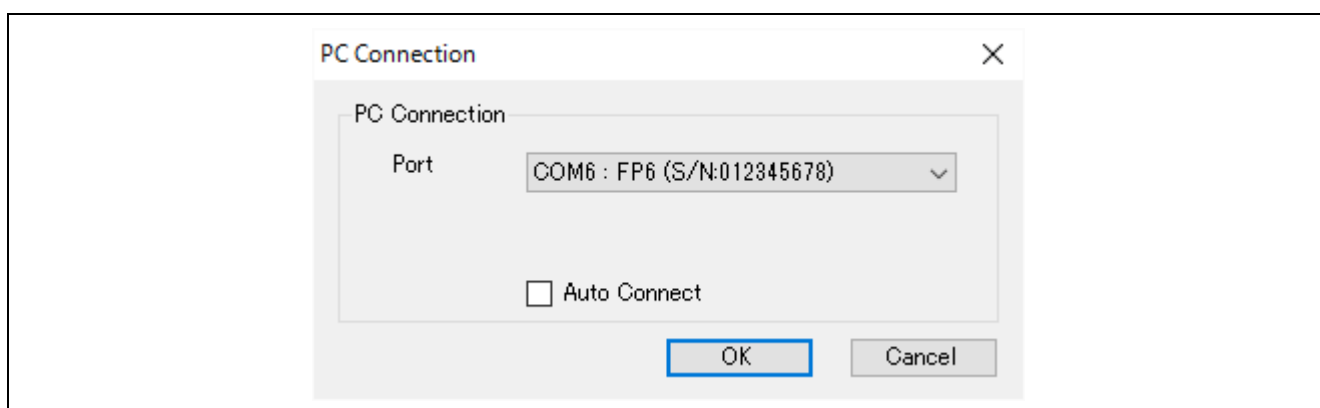 PC Connection
PC Connection
Port
COM6 : FP6 (S/N:012345678)
Auto Connect
OK
Cancel